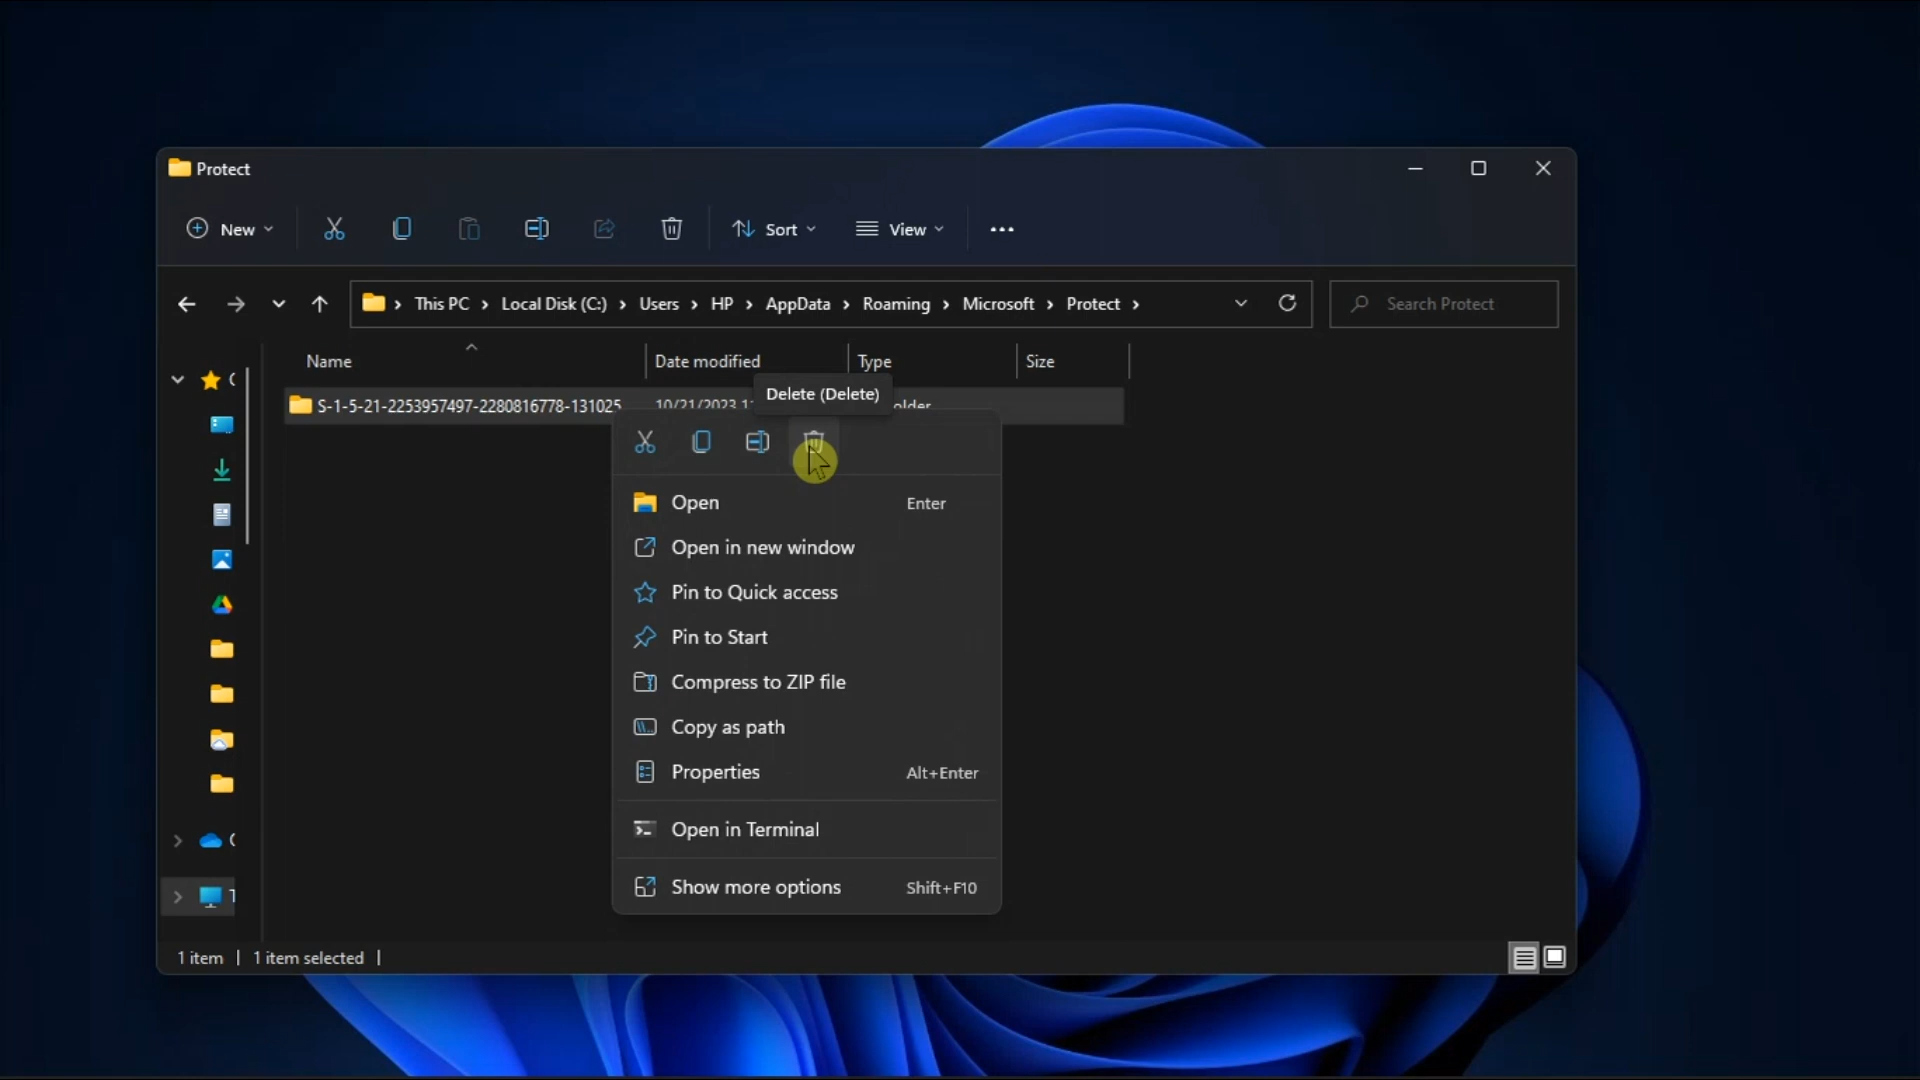 Protect
New
Sort
View
This PC > Local Disk (C:) > Users > HP > AppData > Roaming > Microsoft > Protect >
Search Protect
Name
Date modified
Type
Size
Delete (Delete)
S-1-5-21-2253957497-2280816778-131025
10/21/2023
Open Enter
Open in new window
Pin to Quick access
Pin to Start
Compress to ZIP file
Copy as path
Properties Alt+Enter
Open in Terminal
Show more options Shift+F10
1 item | 1 item selected |